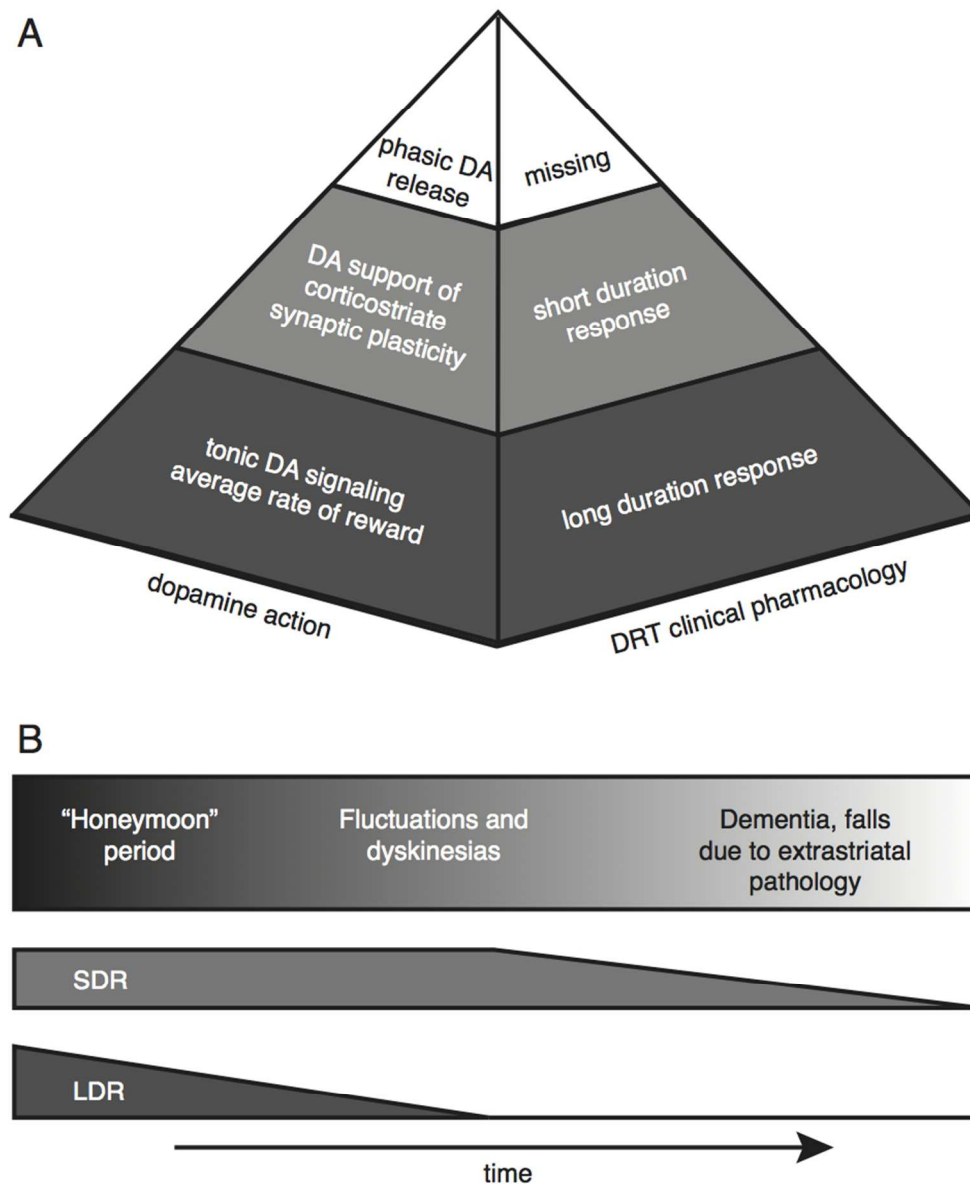 A
phasic DA
release
missing
DA support of
corticostriate
synaptic plasticity
short duration
response
tonic DA signaling
average rate of reward
long duration response
dopamine action
DRT clinical pharmacology
B
“Honeymoon”
period
Fluctuations and
dyskinesias
Dementia, falls
due to extrastriatal
pathology
SDR
LDR
time